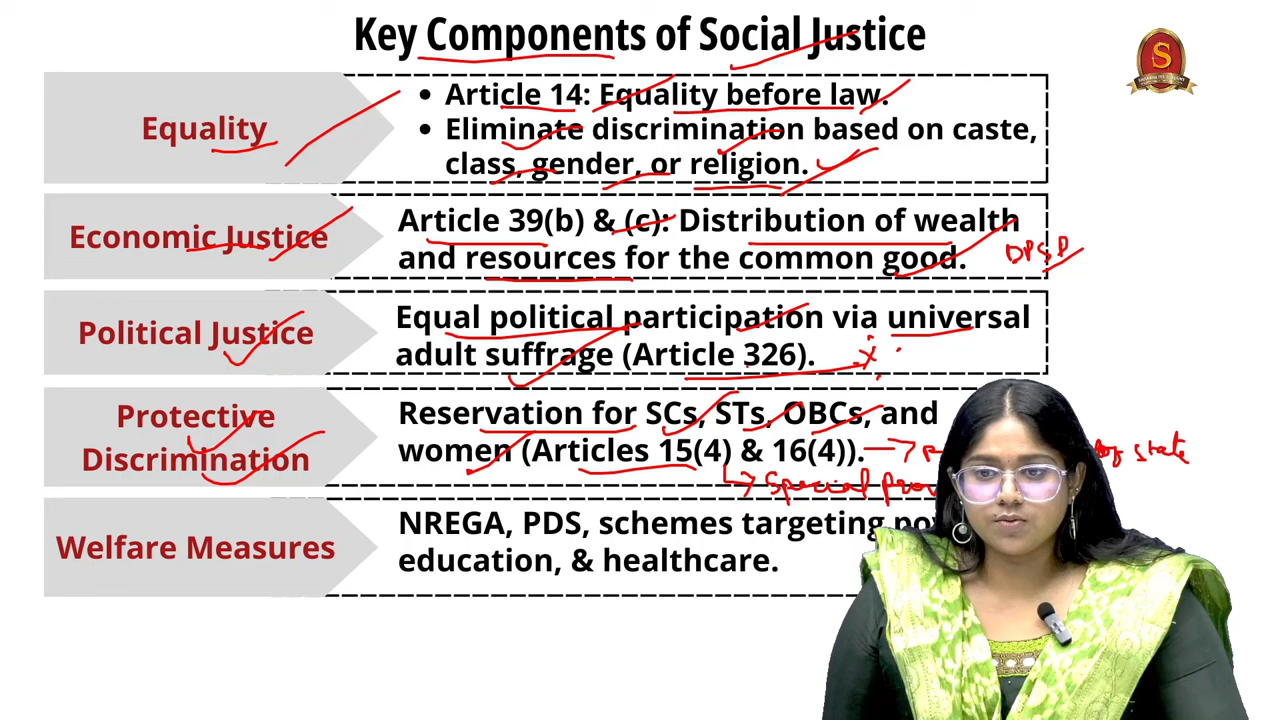 Key Components of Social Justice
S
Equality
• Article 14: Equality before law.
• Eliminate discrimination based on caste,
class, gender, or religion.
Economic Justice
Article 39(b) & (c): Distribution of wealth
and resources for the common good.
DPSP
Political Justice
Equal political participation via universal
adult suffrage (Article 326).
Protective
Discrimination
Reservation for SCs, STs, OBCs, and
women (Articles 15(4) & 16(4)).
by state
Special
Welfare Measures
NREGA, PDS, schemes targeting
education, & healthcare.